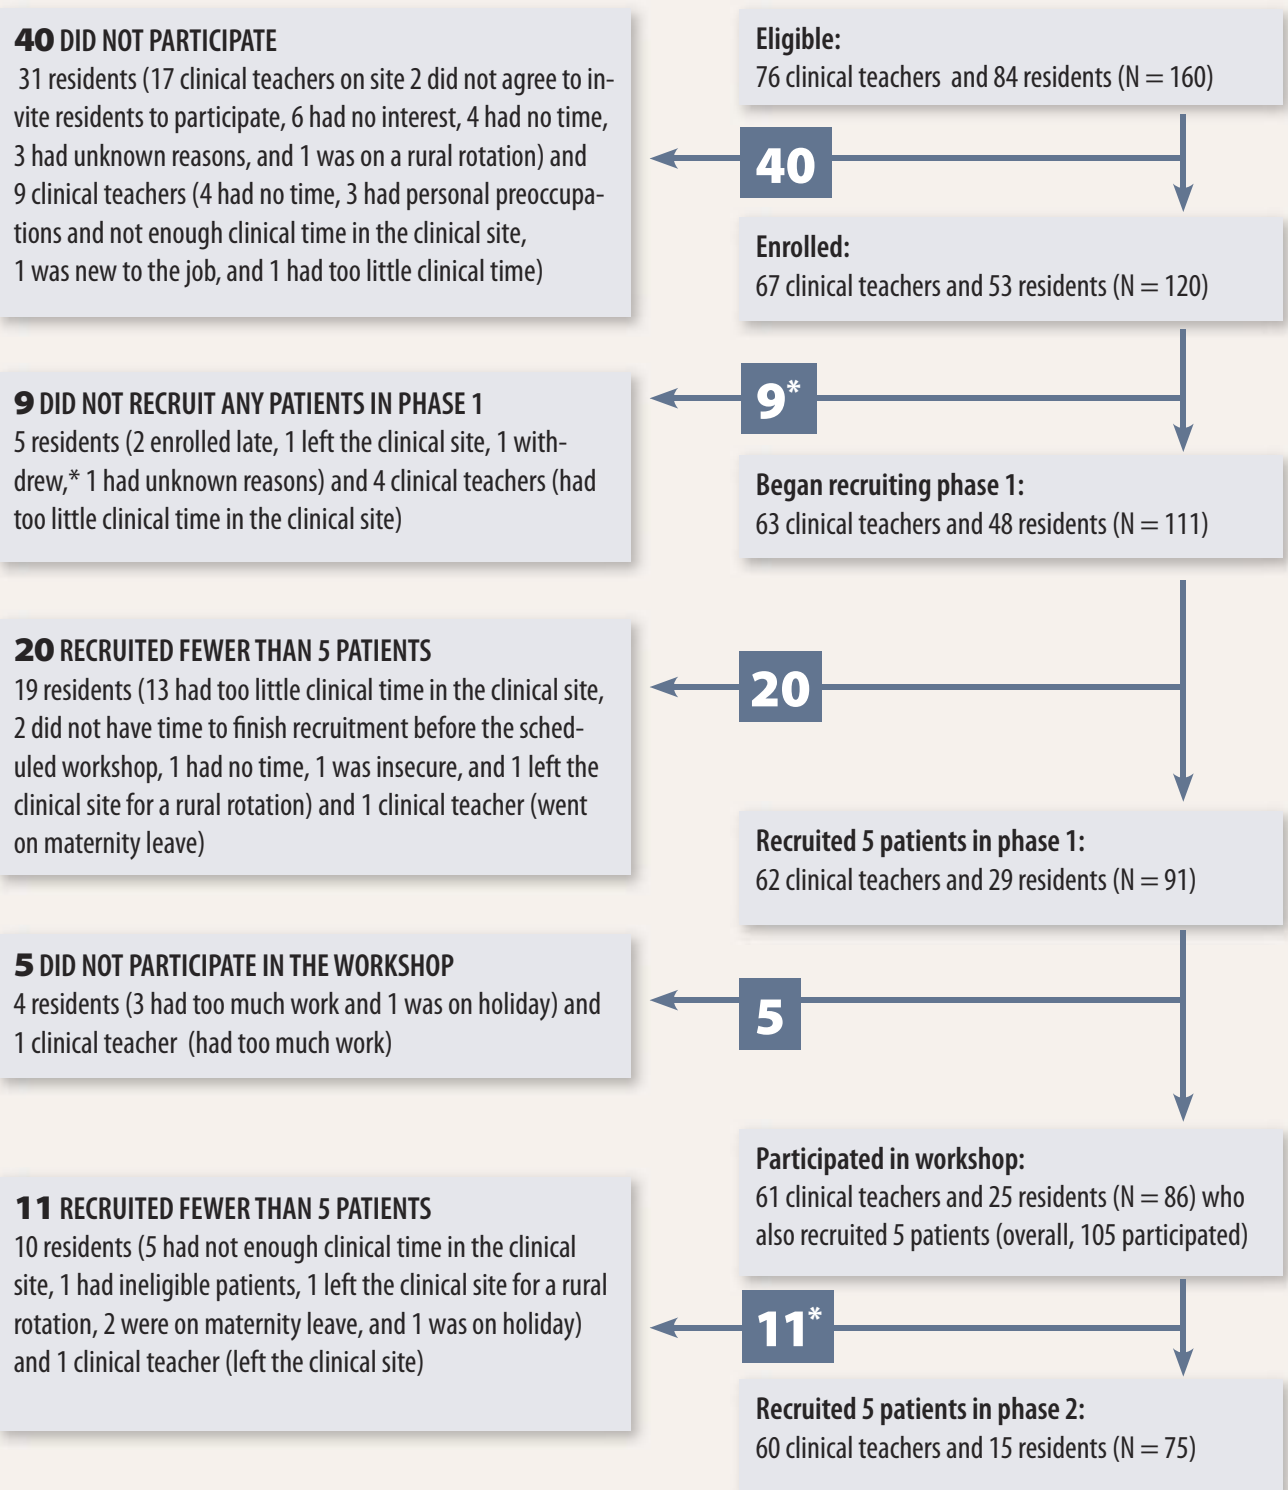 40 DID NOT PARTICIPATE
31 residents (17 clinical teachers on site 2 did not agree to in-
vite residents to participate, 6 had no interest, 4 had no time,
3 had unknown reasons, and 1 was on a rural rotation) and
9 clinical teachers (4 had no time, 3 had personal preoccupa-
tions and not enough clinical time in the clinical site,
1 was new to the job, and 1 had too little clinical time)
Eligible:
76 clinical teachers and 84 residents (N = 160)
40
Enrolled:
67 clinical teachers and 53 residents (N = 120)
9 DID NOT RECRUIT ANY PATIENTS IN PHASE 1
5 residents (2 enrolled late, 1 left the clinical site, 1 with-
drew,* 1 had unknown reasons) and 4 clinical teachers (had
too little clinical time in the clinical site)
9*
Began recruiting phase 1:
63 clinical teachers and 48 residents (N = 111)
20 RECRUITED FEWER THAN 5 PATIENTS
19 residents (13 had too little clinical time in the clinical site,
2 did not have time to finish recruitment before the sched-
uled workshop, 1 had no time, 1 was insecure, and 1 left the
clinical site for a rural rotation) and 1 clinical teacher (went
on maternity leave)
20
Recruited 5 patients in phase 1:
62 clinical teachers and 29 residents (N = 91)
5 DID NOT PARTICIPATE IN THE WORKSHOP
4 residents (3 had too much work and 1 was on holiday) and
1 clinical teacher (had too much work)
5
Participated in workshop:
61 clinical teachers and 25 residents (N = 86) who
also recruited 5 patients (overall, 105 participated)
11 RECRUITED FEWER THAN 5 PATIENTS
10 residents (5 had not enough clinical time in the clinical
site, 1 had ineligible patients, 1 left the clinical site for a rural
rotation, 2 were on maternity leave, and 1 was on holiday)
and 1 clinical teacher (left the clinical site)
11*
Recruited 5 patients in phase 2:
60 clinical teachers and 15 residents (N = 75)